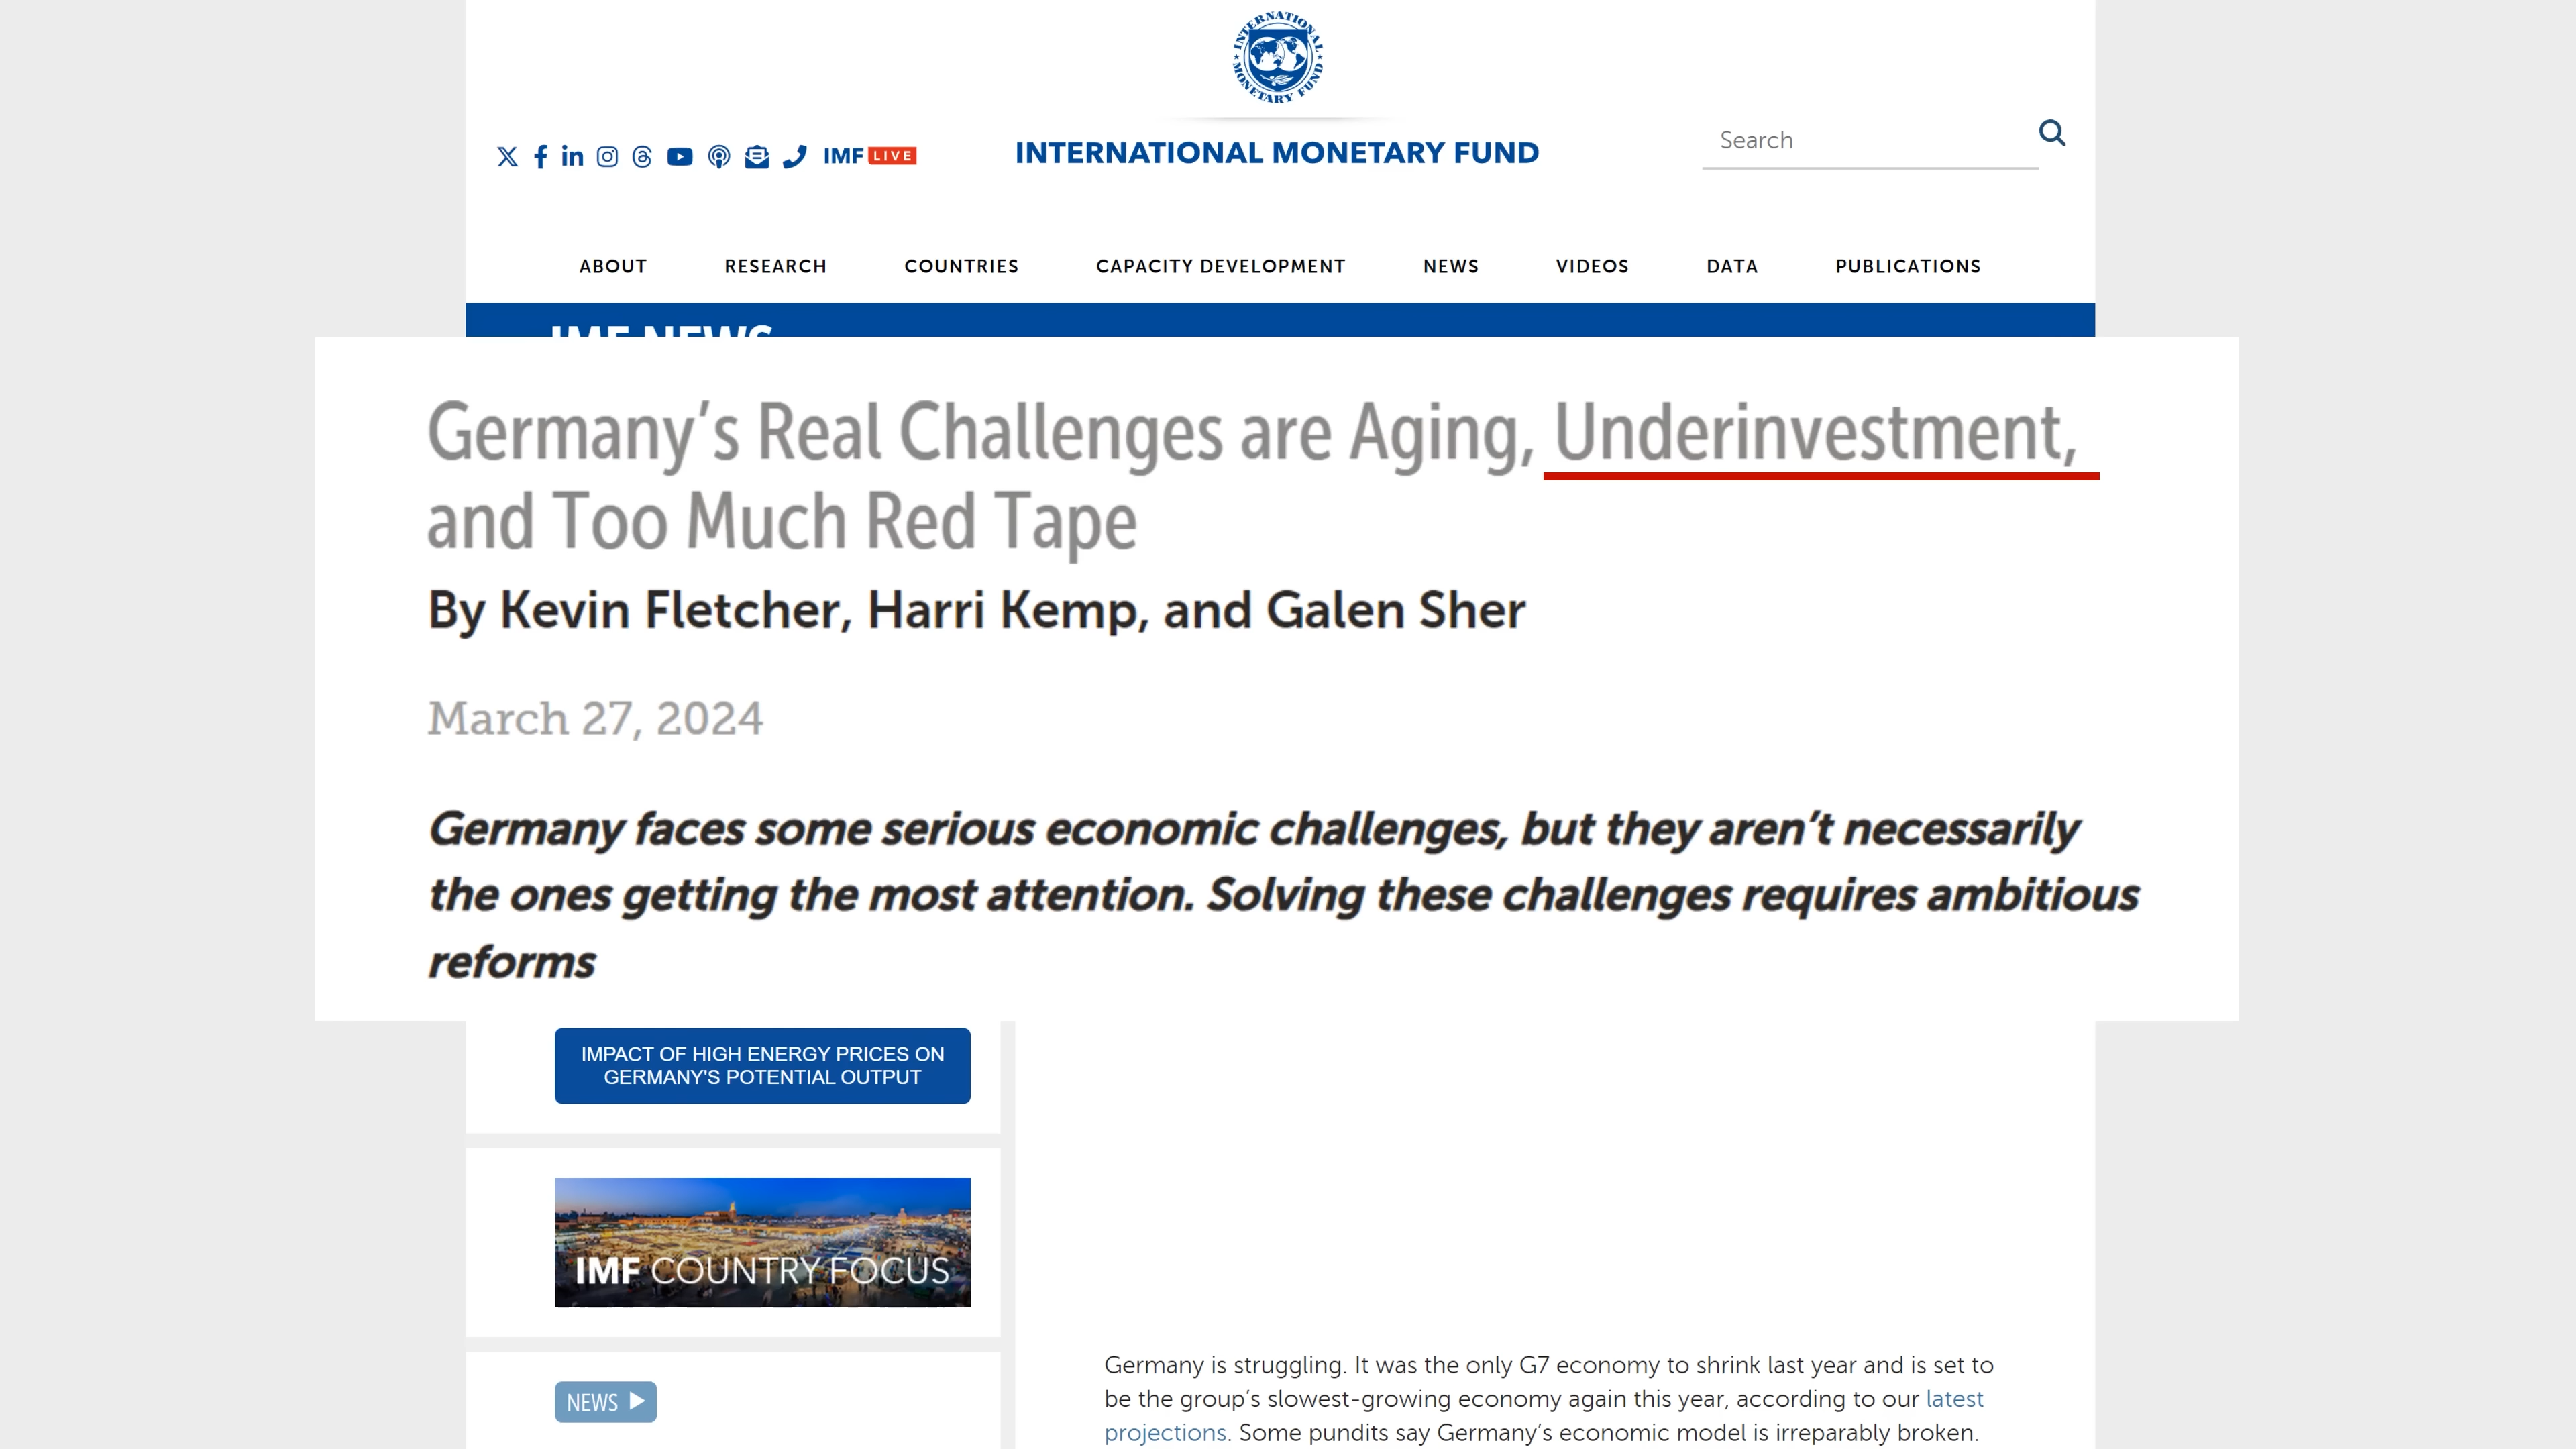 INTERNATIONAL MONETARY FUND
IMF LIVE
INTERNATIONAL MONETARY FUND
Search
ABOUT RESEARCH COUNTRIES CAPACITY DEVELOPMENT NEWS VIDEOS DATA PUBLICATIONS
IMF NEWS
Germany’s Real Challenges are Aging, Underinvestment,
and Too Much Red Tape
By Kevin Fletcher, Harri Kemp, and Galen Sher
March 27, 2024
Germany faces some serious economic challenges, but they aren’t necessarily
the ones getting the most attention. Solving these challenges requires ambitious
reforms
IMPACT OF HIGH ENERGY PRICES ON
GERMANY'S POTENTIAL OUTPUT
IMF COUNTRY FOCUS
NEWS
Germany is struggling. It was the only G7 economy to shrink last year and is set to
be the group’s slowest-growing economy again this year, according to our latest
projections. Some pundits say Germany’s economic model is irreparably broken.